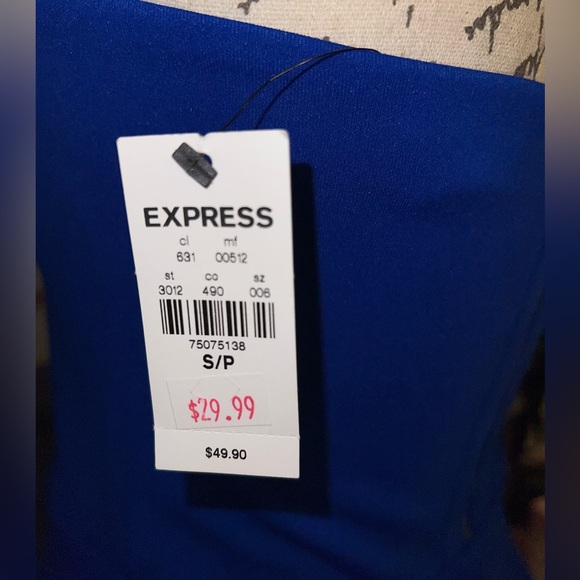 EXPRESS
cl mf
631 00512
st co sz
3012 490 006
75075138
S/P
$29.99
$49.90